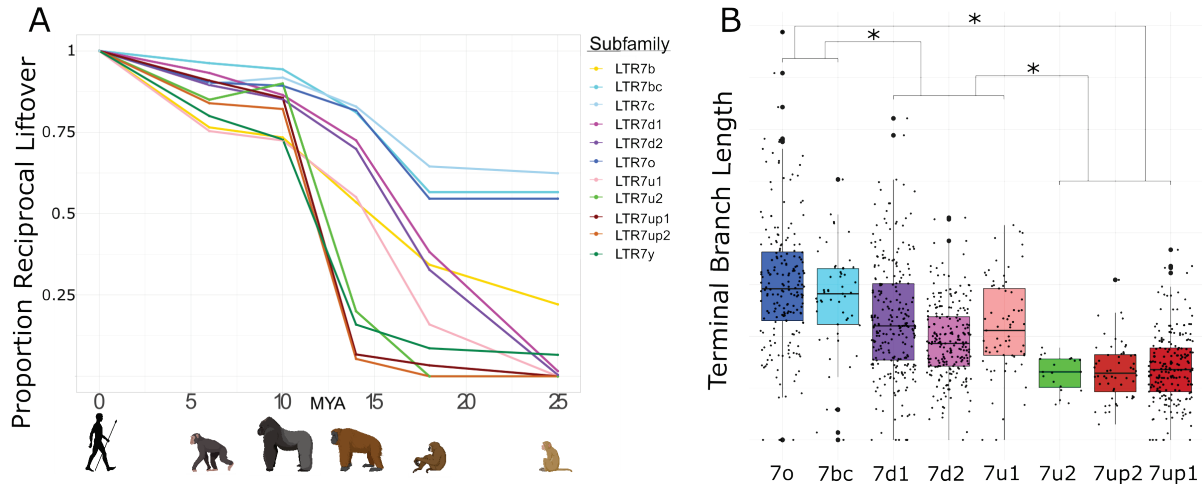 A
Proportion Reciprocal Liftover
1
0.75
0.5
0.25
0 5 10 15 20 25
MYA
Subfamily
LTR7b
LTR7bc
LTR7c
LTR7d1
LTR7d2
LTR7o
LTR7u1
LTR7u2
LTR7up1
LTR7up2
LTR7y
B
Terminal Branch Length
*
*
*
7o 7bc 7d1 7d2 7u1 7u2 7up2 7up1